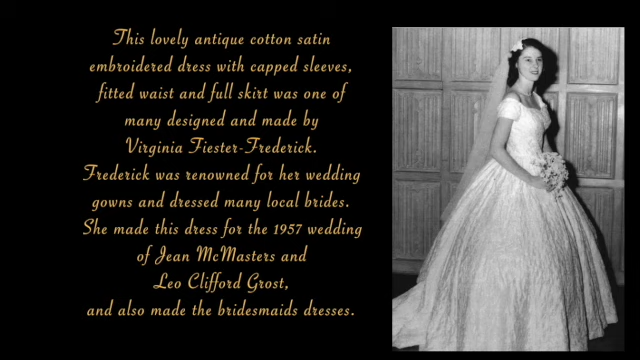 This lovely antique cotton satin
embroidered dress with capped sleeves,
fitted waist and full skirt was one of
many designed and made by
Virginia Fiester-Frederick.
Frederick was renowned for her wedding
gowns and dressed many local brides.
She made this dress for the 1957 wedding
of Jean McMasters and
Leo Clifford Grost,
and also made the bridesmaids dresses.